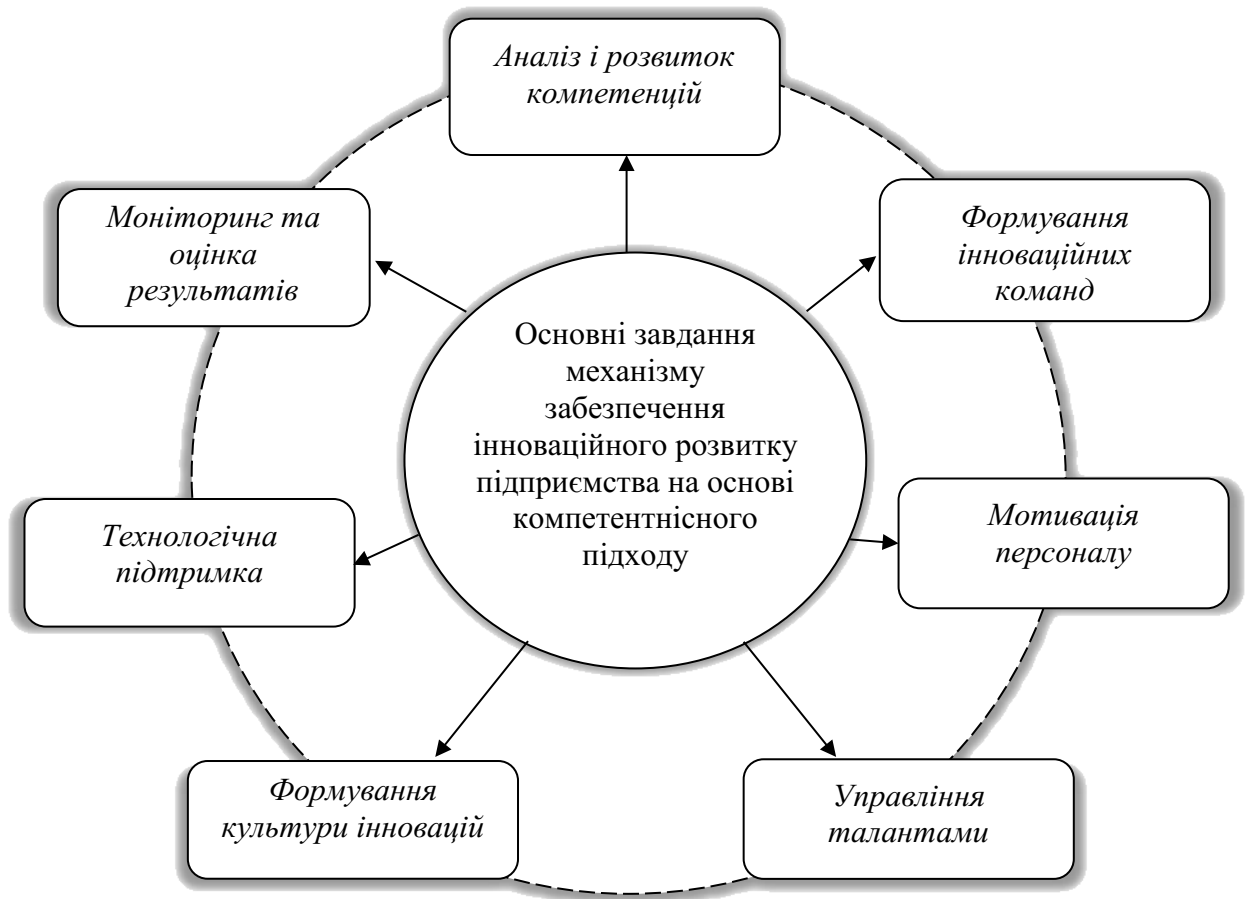 Аналіз і розвиток
компетенцій
Моніторинг та
оцінка
результатів
Формування
інноваційних
команд
Основні завдання
механізму
забезпечення
інноваційного розвитку
підприємства на основі
компетентнісного
підходу
Технологічна
підтримка
Мотивація
персоналу
Формування
культури інновацій
Управління
талантами